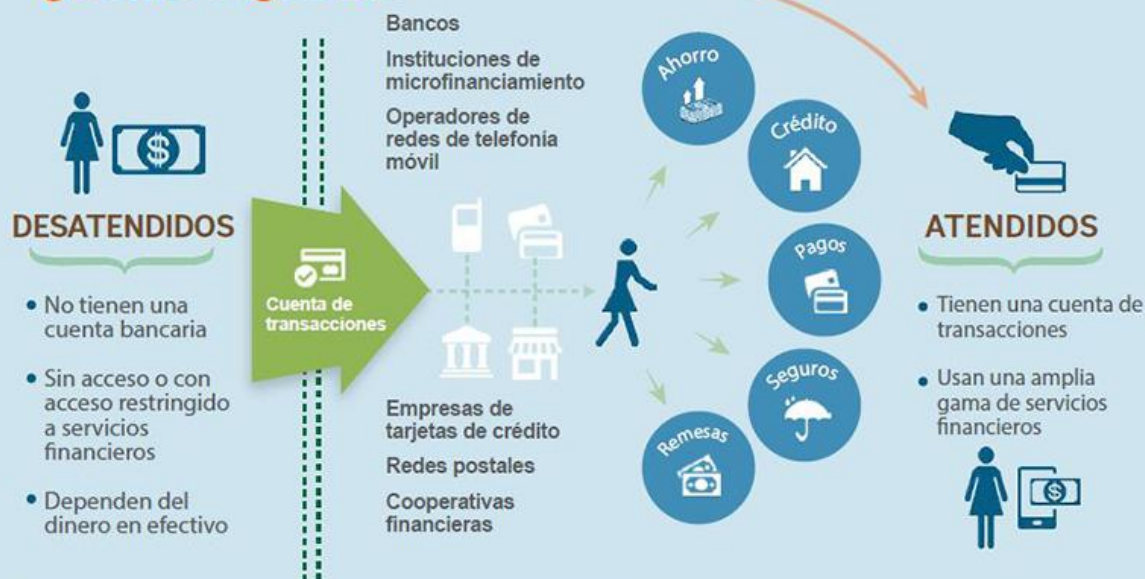 Bancos
Instituciones de
microfinanciamiento
Operadores de
redes de telefonía
móvil
DESATENDIDOS
• No tienen una
cuenta bancaria
• Sin acceso o con
acceso restringido
a servicios
financieros
• Dependen del
dinero en efectivo
Cuenta de
transacciones
Empresas de
tarjetas de crédito
Redes postales
Cooperativas
financieras
Ahorro
Crédito
Pagos
Seguros
Remesas
ATENDIDOS
• Tienen una cuenta de
transacciones
• Usan una amplia
gama de servicios
financieros